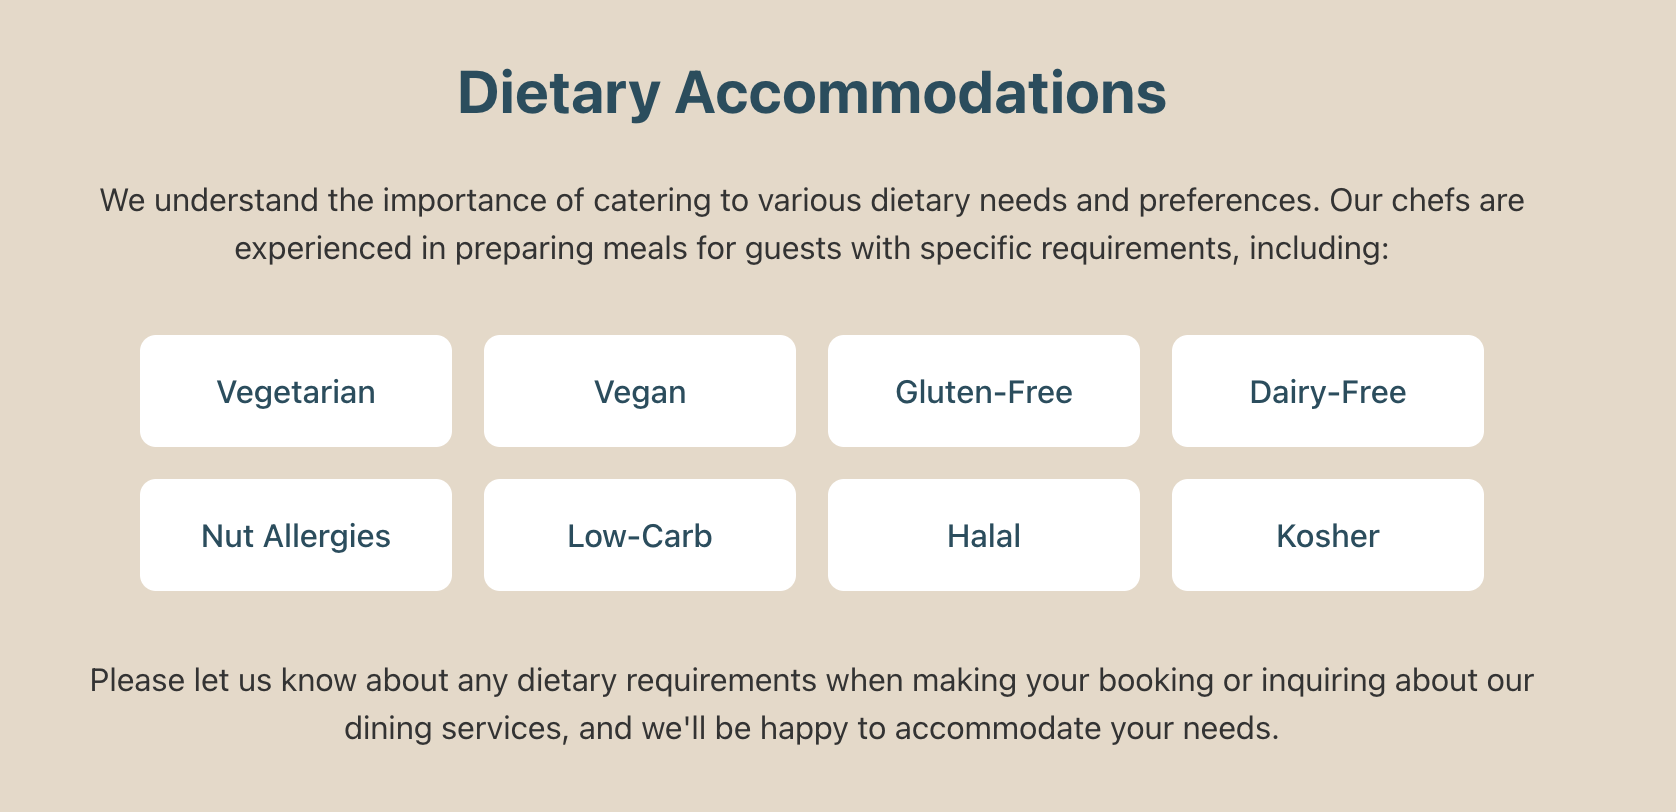 Dietary Accommodations
We understand the importance of catering to various dietary needs and preferences. Our chefs are
experienced in preparing meals for guests with specific requirements, including:
Vegetarian
Vegan
Gluten-Free
Dairy-Free
Nut Allergies
Low-Carb
Halal
Kosher
Please let us know about any dietary requirements when making your booking or inquiring about our
dining services, and we'll be happy to accommodate your needs.